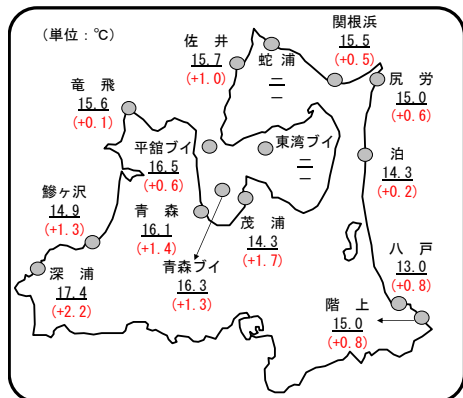 (単位：℃)
関根浜
15.5
(+0.5)
佐井
15.7
(+1.0)
蛇浦
－
－
尻労
15.0
(+0.6)
竜飛
15.6
(+0.1)
平舘ブイ
16.5
(+0.6)
東湾ブイ
－
－
泊
14.3
(+0.2)
鰺ヶ沢
14.9
(+1.3)
青森
16.1
(+1.4)
茂浦
14.3
(+1.7)
八戸
13.0
(+0.8)
深浦
17.4
(+2.2)
青森ブイ
16.3
(+1.3)
階上
15.0
(+0.8)